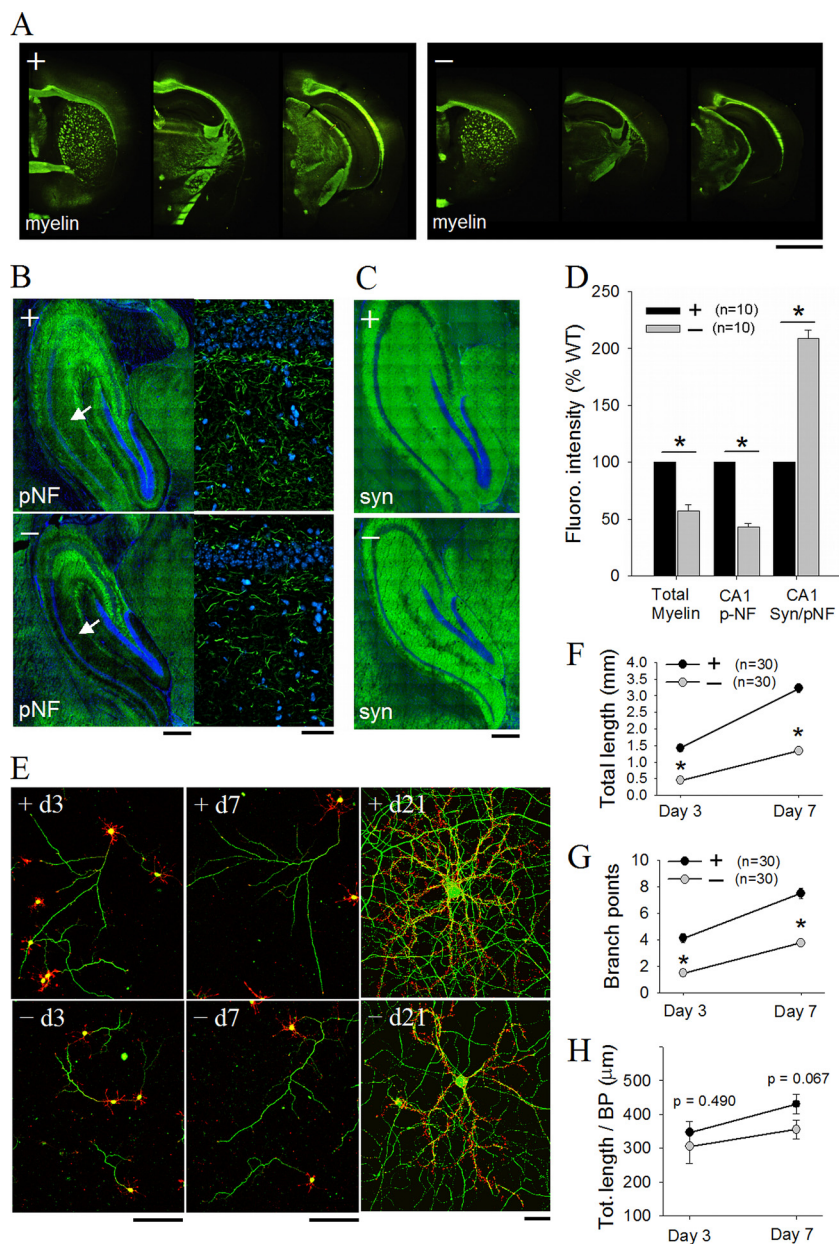 A
+
−
myelin
myelin
B
C
D
+
pNF
−
pNF
+
syn
−
syn
250
200
150
100
50
0
Fluoro. intensity (% WT)
+ (n=10)
− (n=10)
*
*
*
Total Myelin
CA1 p-NF
CA1 Syn/pNF
E
+ d3
+ d7
+ d21
− d3
− d7
− d21
F
4.0
3.5
3.0
2.5
2.0
1.5
1.0
0.5
0.0
Total length (mm)
+ (n=30)
− (n=30)
*
*
Day 3
Day 7
G
10
8
6
4
2
0
Branch points
+ (n=30)
− (n=30)
*
*
Day 3
Day 7
H
500
400
300
200
100
Tot. length / BP (μm)
p = 0.490
p = 0.067
Day 3
Day 7